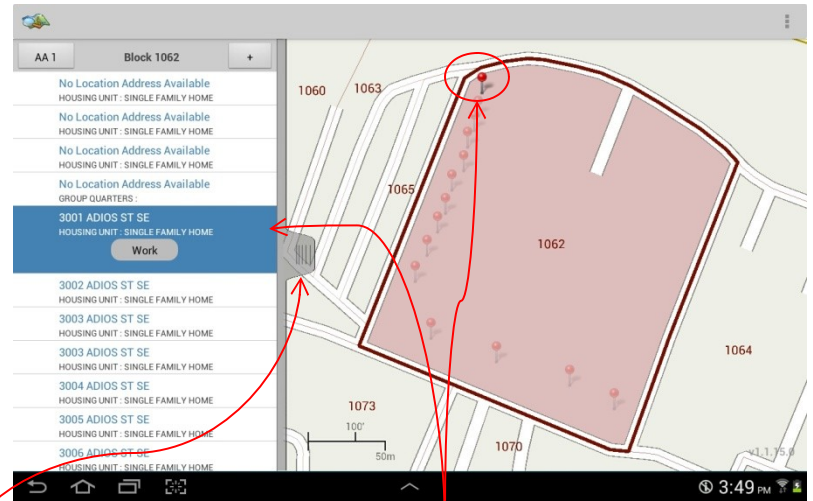 AA 1 Block 1062 +
No Location Address Available
HOUSING UNIT : SINGLE FAMILY HOME
No Location Address Available
HOUSING UNIT : SINGLE FAMILY HOME
No Location Address Available
HOUSING UNIT : SINGLE FAMILY HOME
No Location Address Available
GROUP QUARTERS :
3001 ADIOS ST SE
HOUSING UNIT : SINGLE FAMILY HOME
Work
3002 ADIOS ST SE
HOUSING UNIT : SINGLE FAMILY HOME
3003 ADIOS ST SE
HOUSING UNIT : SINGLE FAMILY HOME
3003 ADIOS ST SE
HOUSING UNIT : SINGLE FAMILY HOME
3004 ADIOS ST SE
HOUSING UNIT : SINGLE FAMILY HOME
3005 ADIOS ST SE
HOUSING UNIT : SINGLE FAMILY HOME
3006 ADIOS ST SE
HOUSING UNIT : SINGLE FAMILY HOME
1060
1063
1065
1062
1064
1073
100'
50m
1070
v1.1.15.0
3:49 PM